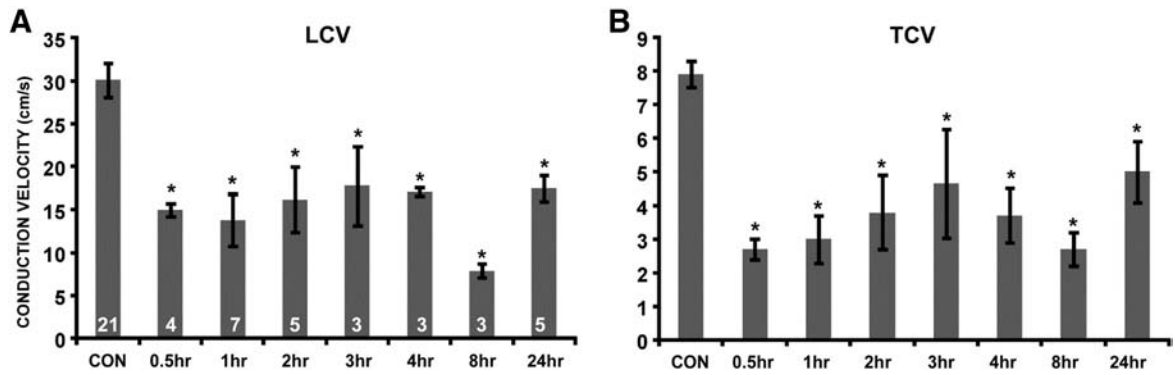 A
LCV
CONDUCTION VELOCITY (cm/s)
35
30
25
20
15
10
5
0
* * * * * * *
21 4 7 5 3 3 3 5
CON 0.5hr 1hr 2hr 3hr 4hr 8hr 24hr
B
TCV
9
8
7
6
5
4
3
2
1
0
* * * * * * *
CON 0.5hr 1hr 2hr 3hr 4hr 8hr 24hr